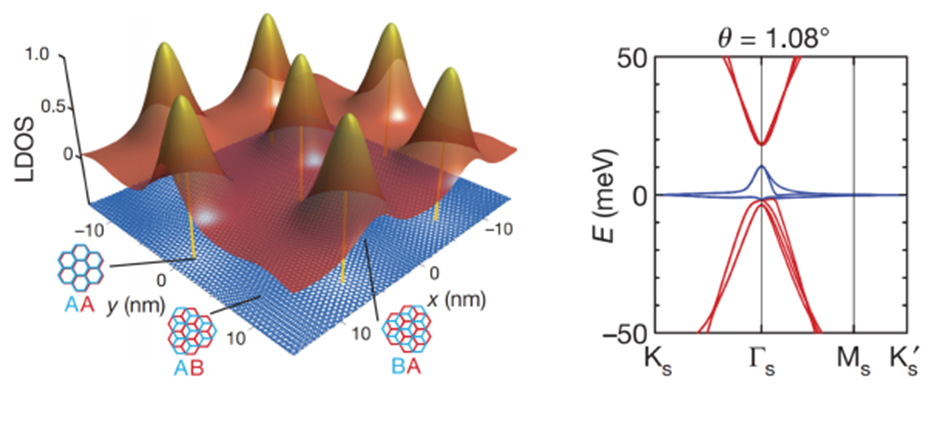 LDOS
1.0
0.5
0
−10
0
10
y (nm)
−10
0
10
x (nm)
AA
AB
BA
θ = 1.08°
E (meV)
50
0
−50
Kₛ
Γₛ
Mₛ
Kₛ′